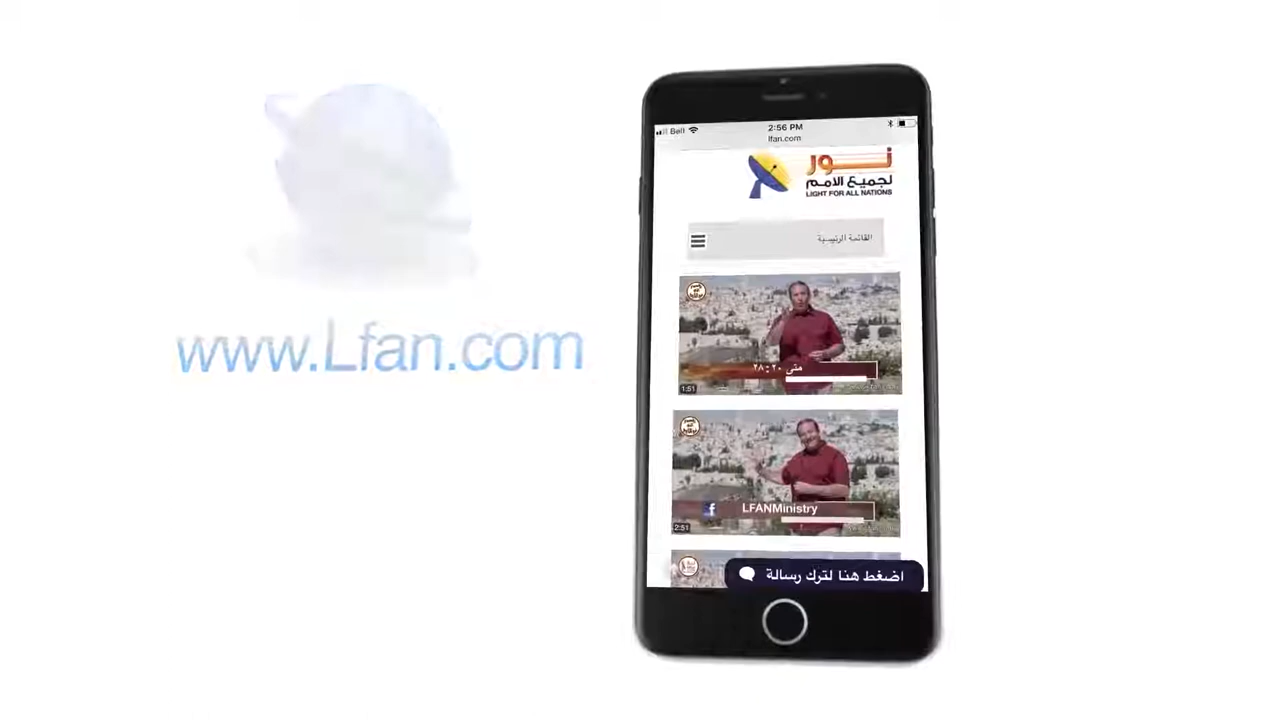 www.Lfan.com
Bell
2:56 PM
lfan.com
نور
لجميع الامم
LIGHT FOR ALL NATIONS
القائمة الرئيسية
متى ٢٠ : ٢٨
1:51
LFANMinistry
2:51
اضغط هنا لترك رسالة